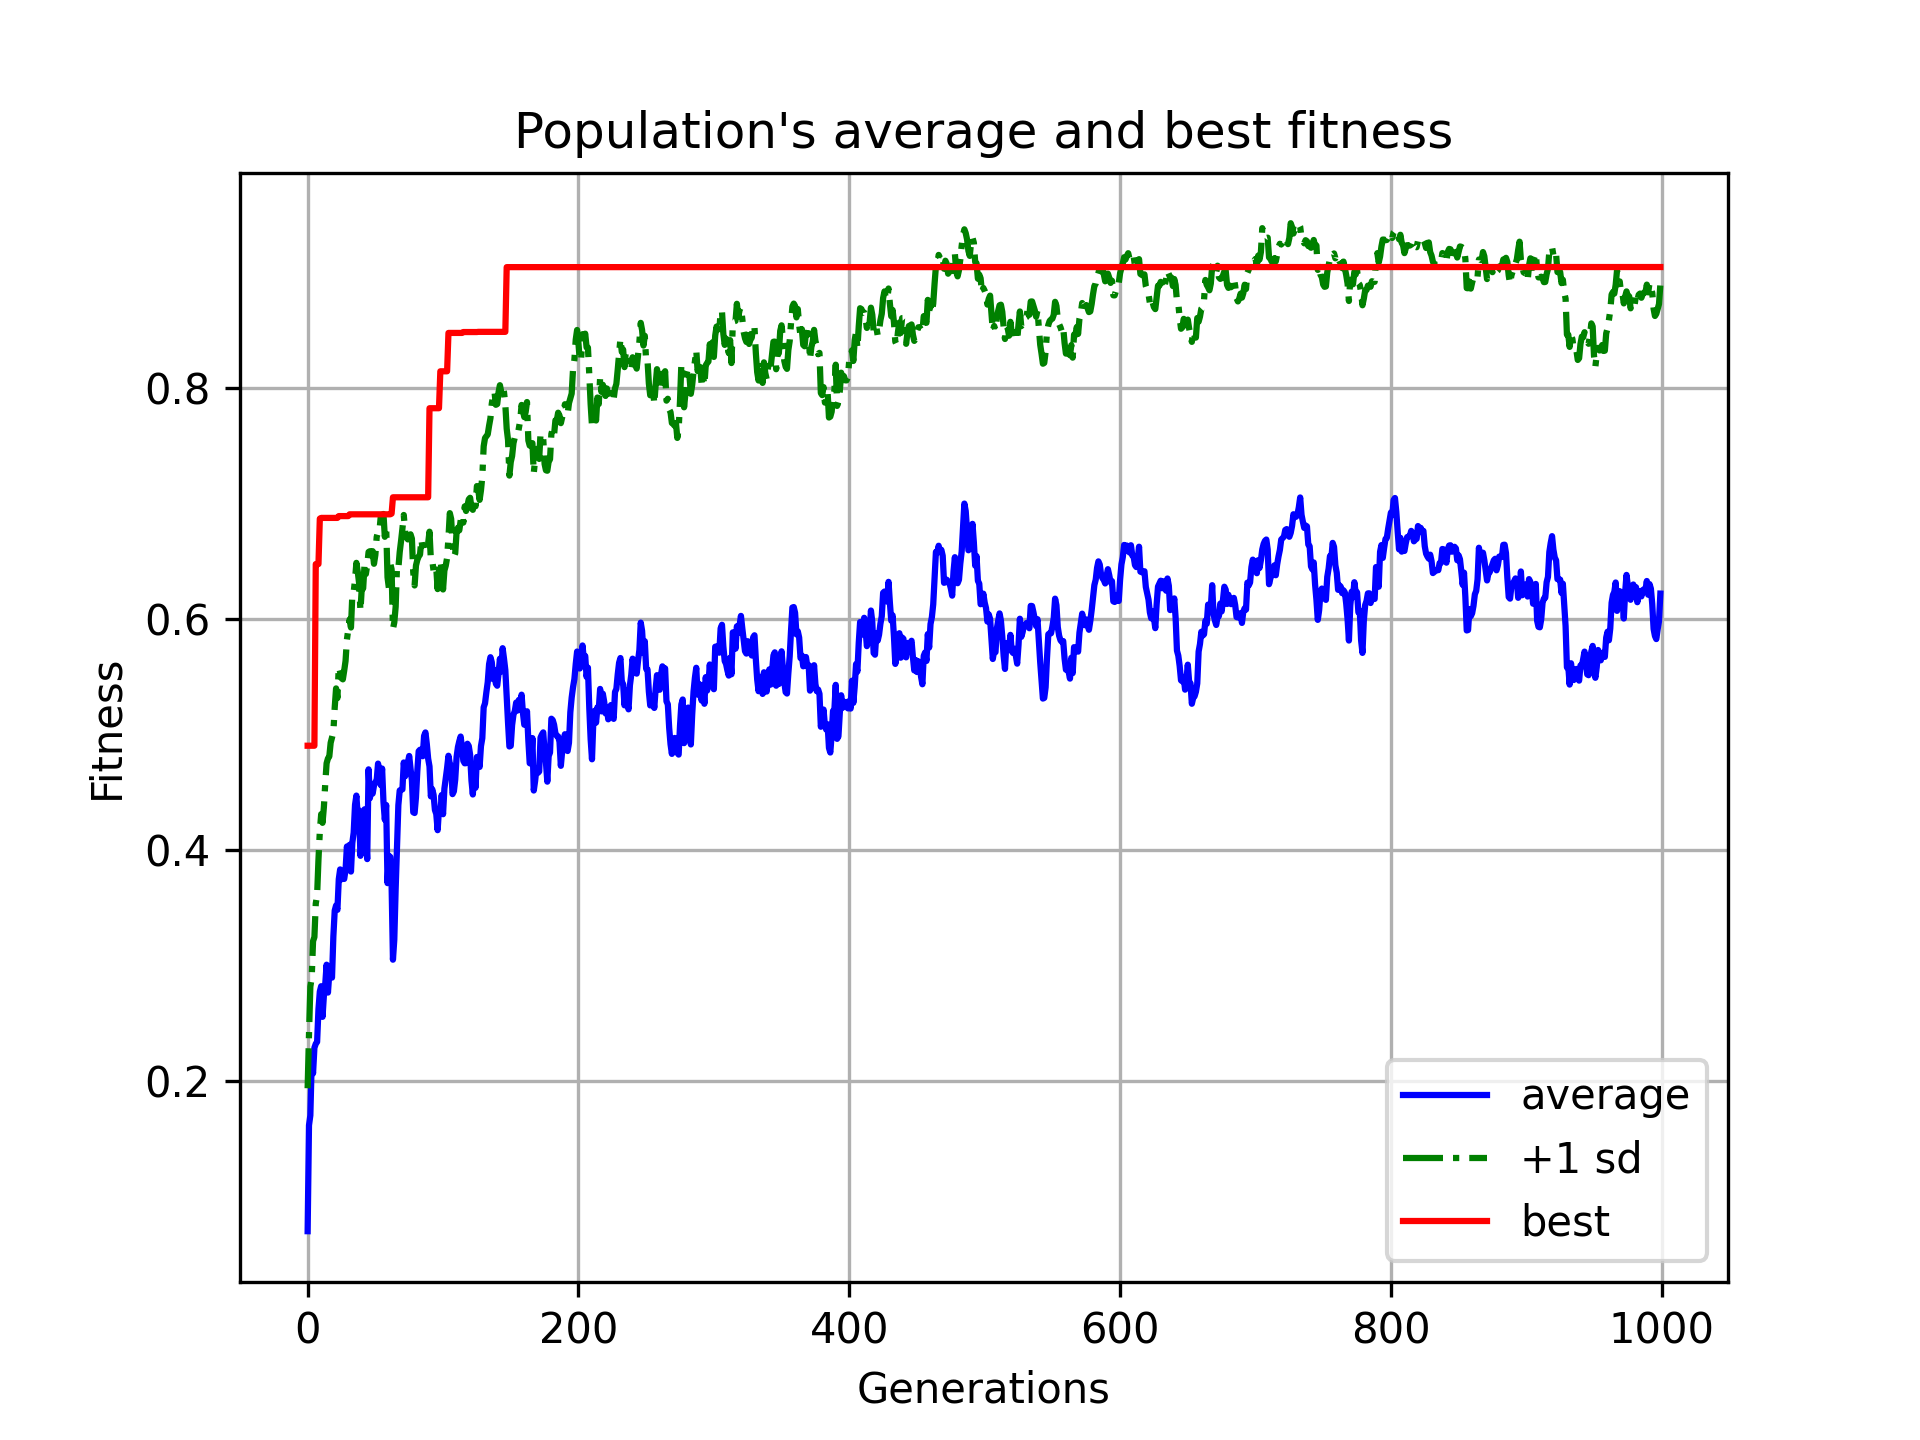 Population's average and best fitness
Fitness
0.8
0.6
0.4
0.2
0 200 400 600 800 1000
Generations
average
+1 sd
best